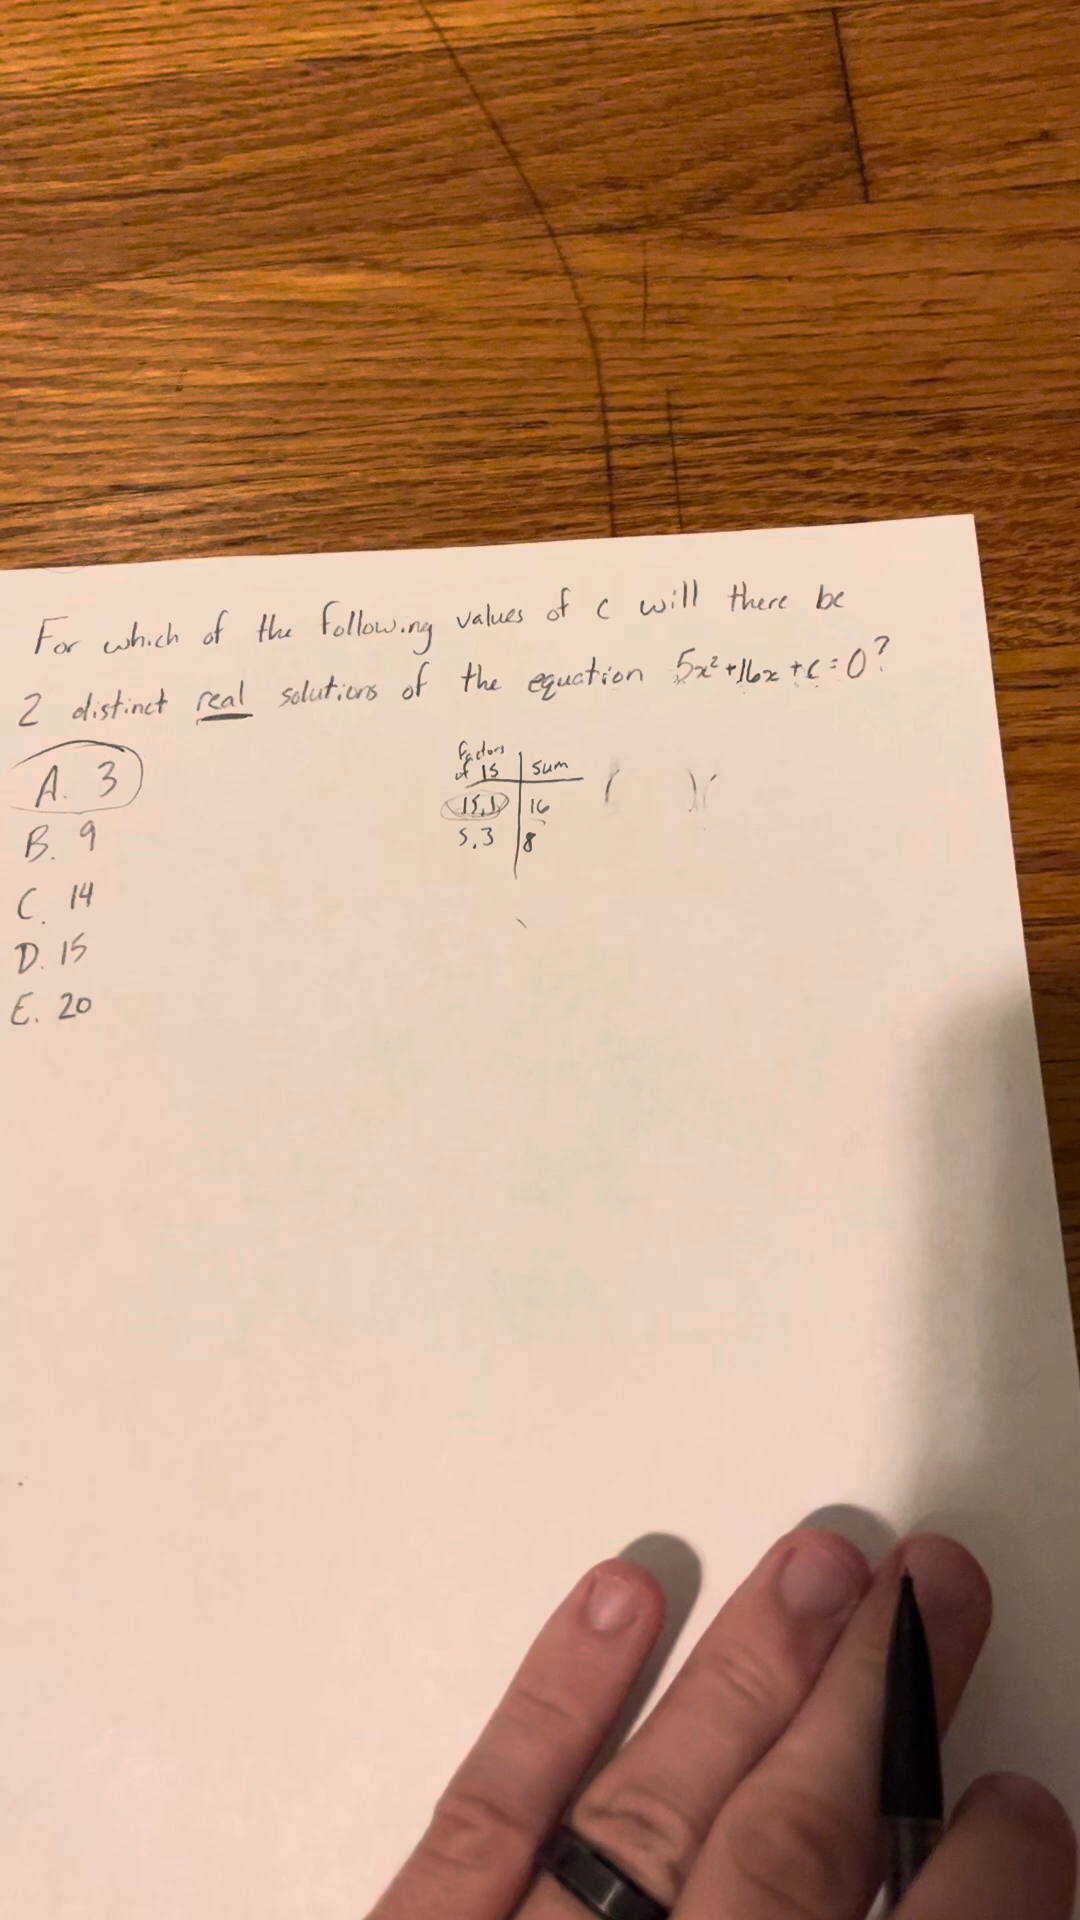 For which of the following values of c will there be
2 distinct real solutions of the equation 5x²+16x+c=0?
A. 3
B. 9
C. 14
D. 15
E. 20
factors
of 15 sum
15,1 16
5,3 8
( )(